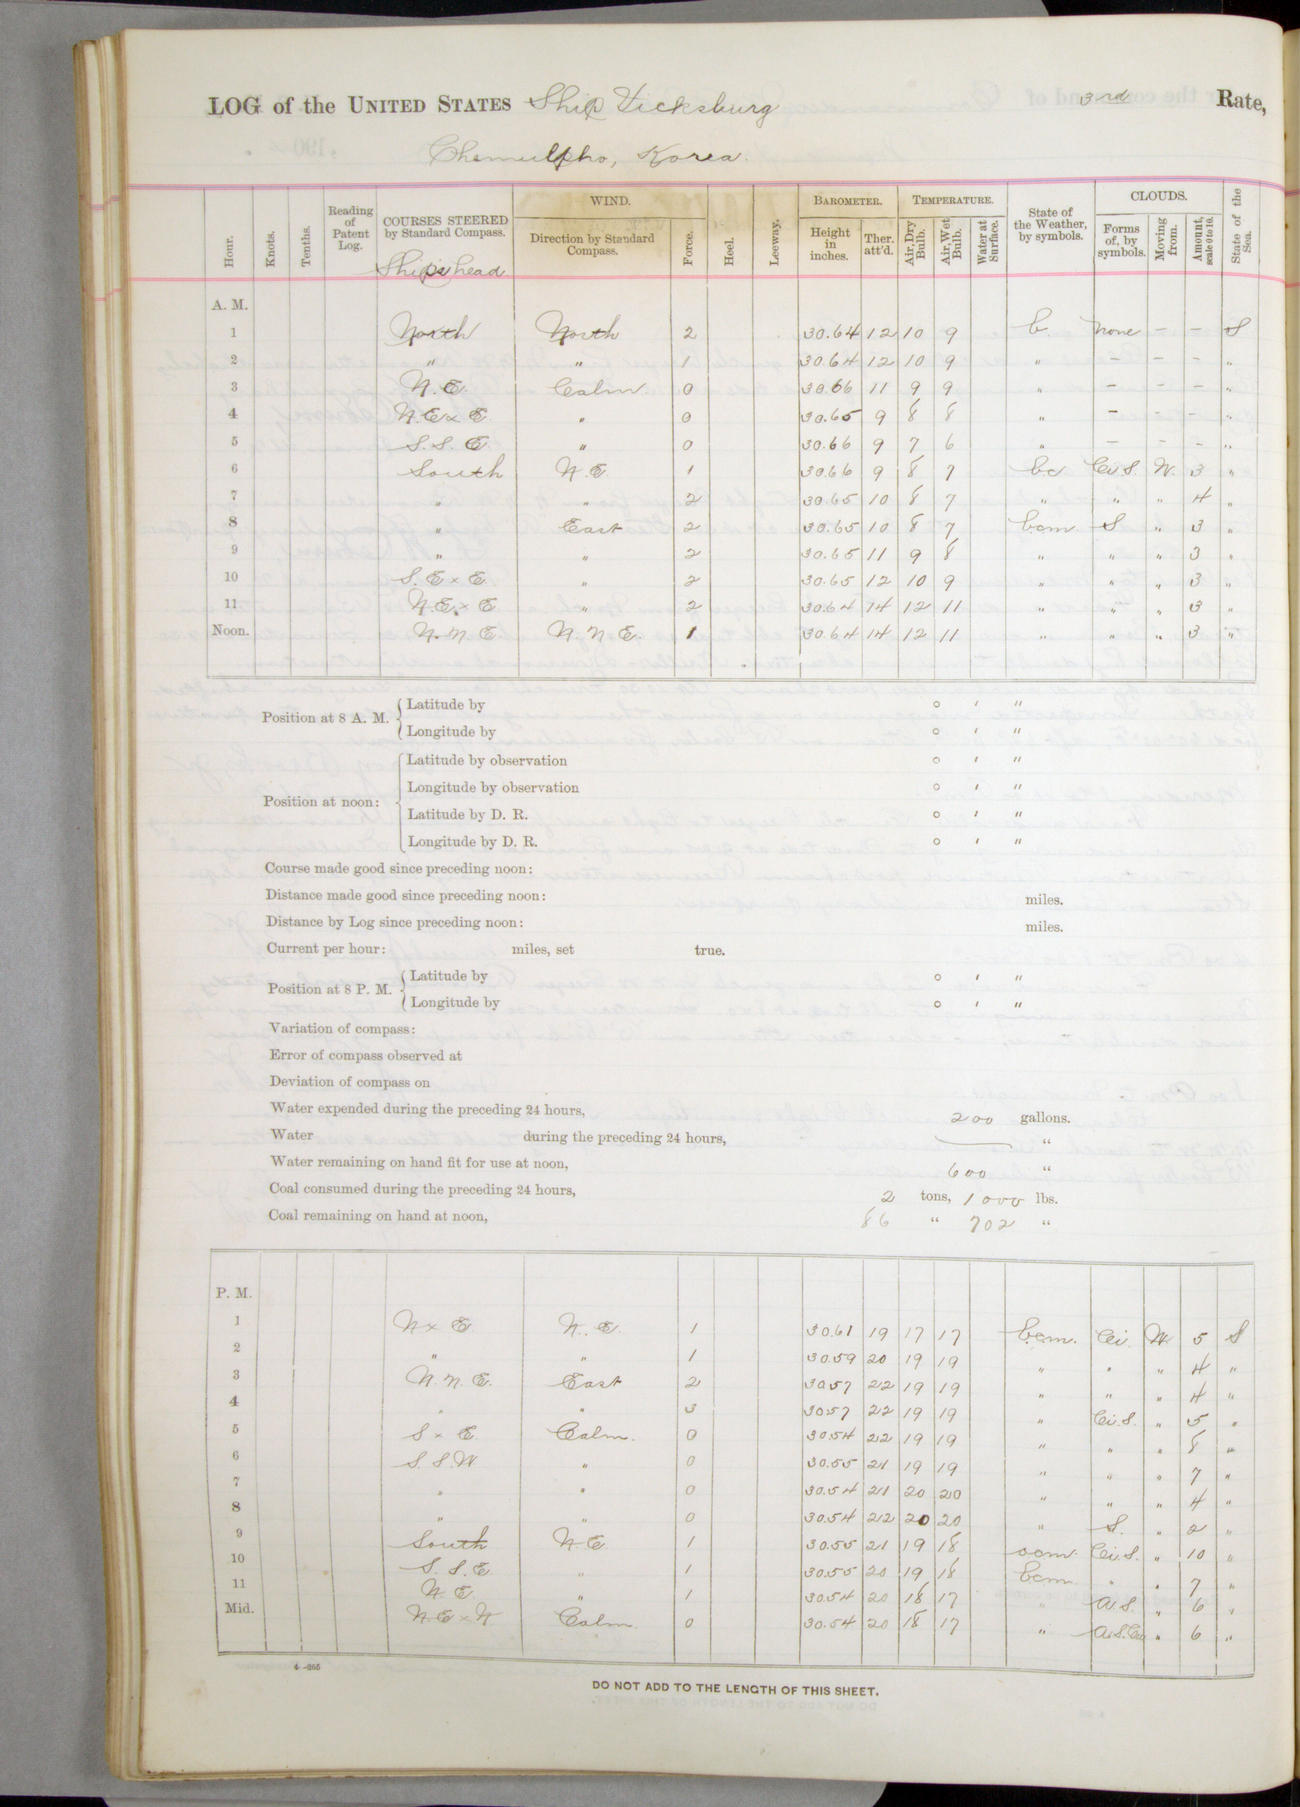 LOG of the UNITED STATES Ship Vicksburg 3rd Rate,
Chemulpho, Korea.
Hour. Knots. Tenths. Reading of Patent Log. COURSES STEERED by Standard Compass. WIND. Direction by Standard Compass. Force. Heel. Leeway. BAROMETER. Height in inches. Ther. att'd. TEMPERATURE. Air, Dry Bulb. Air, Wet Bulb. Water at Surface. State of the Weather, by symbols. CLOUDS. Forms of, by symbols. Moving from. Amount, scale 0 to 10. State of the Sea.
Ship's head
A. M.
1 North North 2 30.64 12 10 9 b. none - - S
2 " " 1 30.64 12 10 9 " - - - "
3 N.E. Calm 0 30.66 11 9 9 " - - - "
4 N.E x E. " 0 30.65 9 8 8 " - - - "
5 S.S.E. " 0 30.66 9 7 6 " - - - "
6 South N.E 1 30.66 9 8 7 bc Ci.S. W. 3 "
7 " " 2 30.65 10 8 7 " " " 4 "
8 " East 2 30.65 10 8 7 bcm S " 3 "
9 " " 2 30.65 11 9 8 " " " 3 "
10 S.E x E. " 2 30.65 12 10 9 " " " 3 "
11 N.E. x E " 2 30.64 14 12 11 " " " 3 "
Noon. N.N.E. N.N.E. 1 30.64 14 12 11 " " " 3 "
Position at 8 A. M. Latitude by ° ' "
Longitude by ° ' "
Position at noon: Latitude by observation ° ' "
Longitude by observation ° ' "
Latitude by D. R. ° ' "
Longitude by D. R. ° ' "
Course made good since preceding noon:
Distance made good since preceding noon: miles.
Distance by Log since preceding noon: miles.
Current per hour: miles, set true.
Position at 8 P. M. Latitude by ° ' "
Longitude by ° ' "
Variation of compass:
Error of compass observed at
Deviation of compass on
Water expended during the preceding 24 hours, 200 gallons.
Water during the preceding 24 hours, "
Water remaining on hand fit for use at noon, 600 "
Coal consumed during the preceding 24 hours, 2 tons, 1000 lbs.
Coal remaining on hand at noon, 86 " 702 "
P. M.
1 N x E. N.E. 1 30.61 19 17 17 bcm. Ci. W 5 S
2 " " 1 30.59 20 19 19 " " " 4 "
3 N.N.E. East 2 30.57 22 19 19 " " " 4 "
4 " " 3 30.57 22 19 19 " Ci.S. " 5 "
5 S x E. Calm. 0 30.54 22 19 19 " " " 8 "
6 S.S.W " 0 30.55 21 19 19 " " " 7 "
7 " " 0 30.54 21 20 20 " " " 4 "
8 " " 0 30.54 22 20 20 " S. " 2 "
9 South N.E 1 30.55 21 19 18 ocm. Ci.S. " 10 "
10 S.S.E. " 1 30.55 20 19 18 bcm " " 7 "
11 N.E. " 1 30.54 20 18 17 " A.S. " 6 "
Mid. N.E x N Calm. 0 30.54 20 18 17 " " 6 "
4-265
DO NOT ADD TO THE LENGTH OF THIS SHEET.